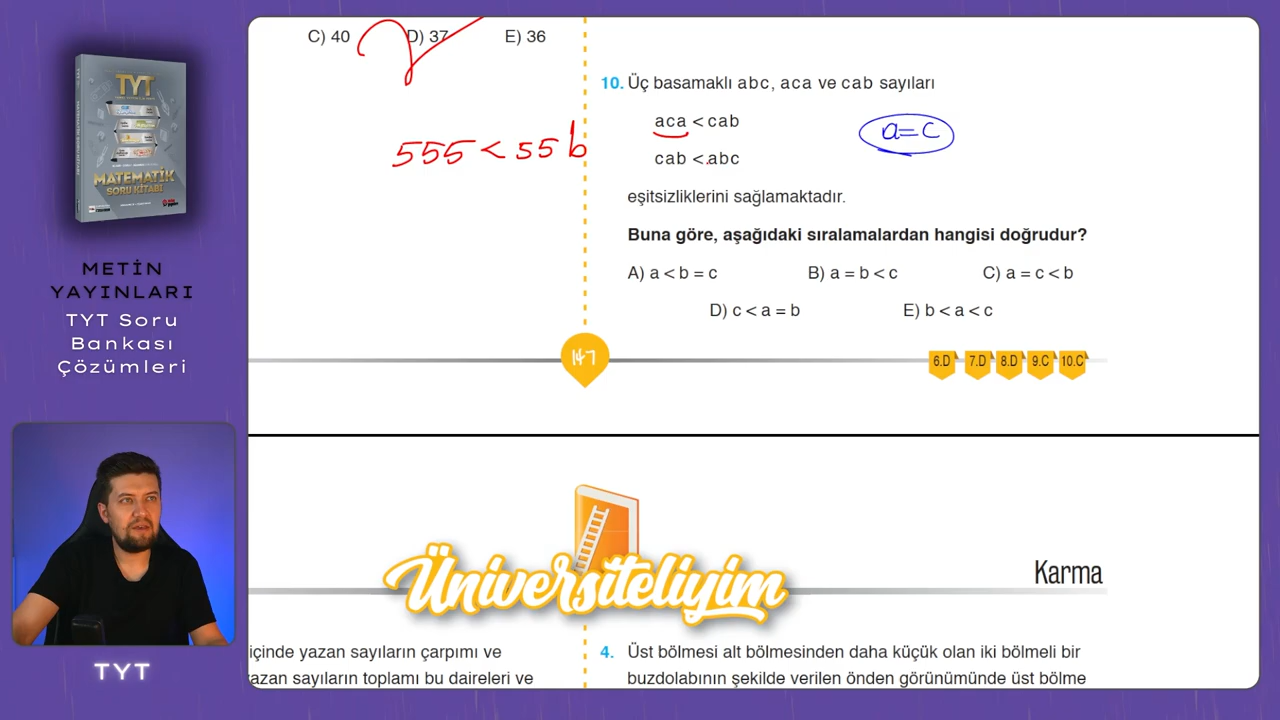 TYT
MATEMATİK
SORU KİTABI
METİN
YAYINLARI
TYT Soru
Bankası
Çözümleri
TYT
C) 40
D) 37
E) 36
555 < 55b
10. Üç basamaklı abc, aca ve cab sayıları
aca < cab
cab < abc
a = c
eşitsizliklerini sağlamaktadır.
Buna göre, aşağıdaki sıralamalardan hangisi doğrudur?
A) a < b = c
B) a = b < c
C) a = c < b
D) c < a = b
E) b < a < c
147
6.D
7.D
8.D
9.C
10.C
Üniversiteliyim
Karma
içinde yazan sayıların çarpımı ve
yazan sayıların toplamı bu daireleri ve
4. Üst bölmesi alt bölmesinden daha küçük olan iki bölmeli bir
buzdolabının şekilde verilen önden görünümünde üst bölme